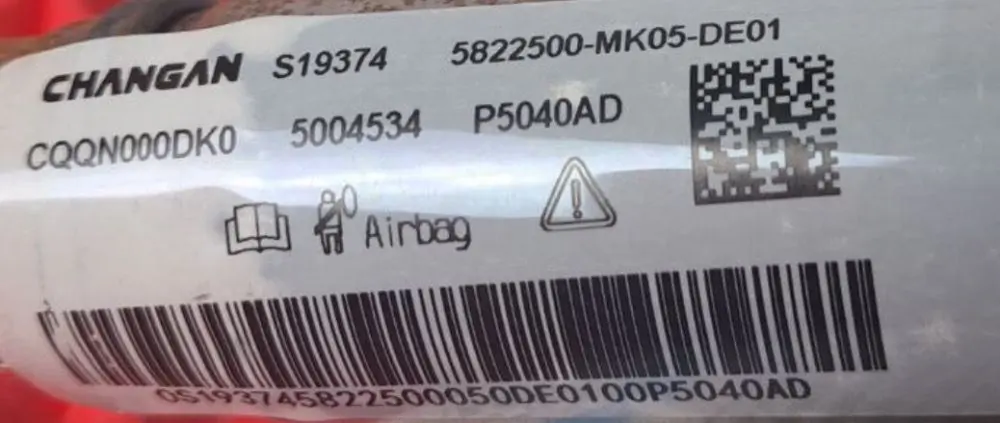 CHANGAN S19374 5822500-MK05-DE01
CQQN000DK0 5004534 P5040AD
Airbag
0S193745822500050DE0100P5040AD